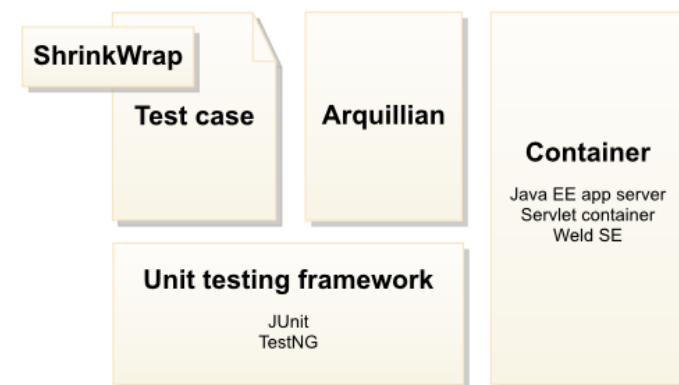 ShrinkWrap
Test case
Arquillian
Container
Java EE app server
Servlet container
Weld SE
Unit testing framework
JUnit
TestNG